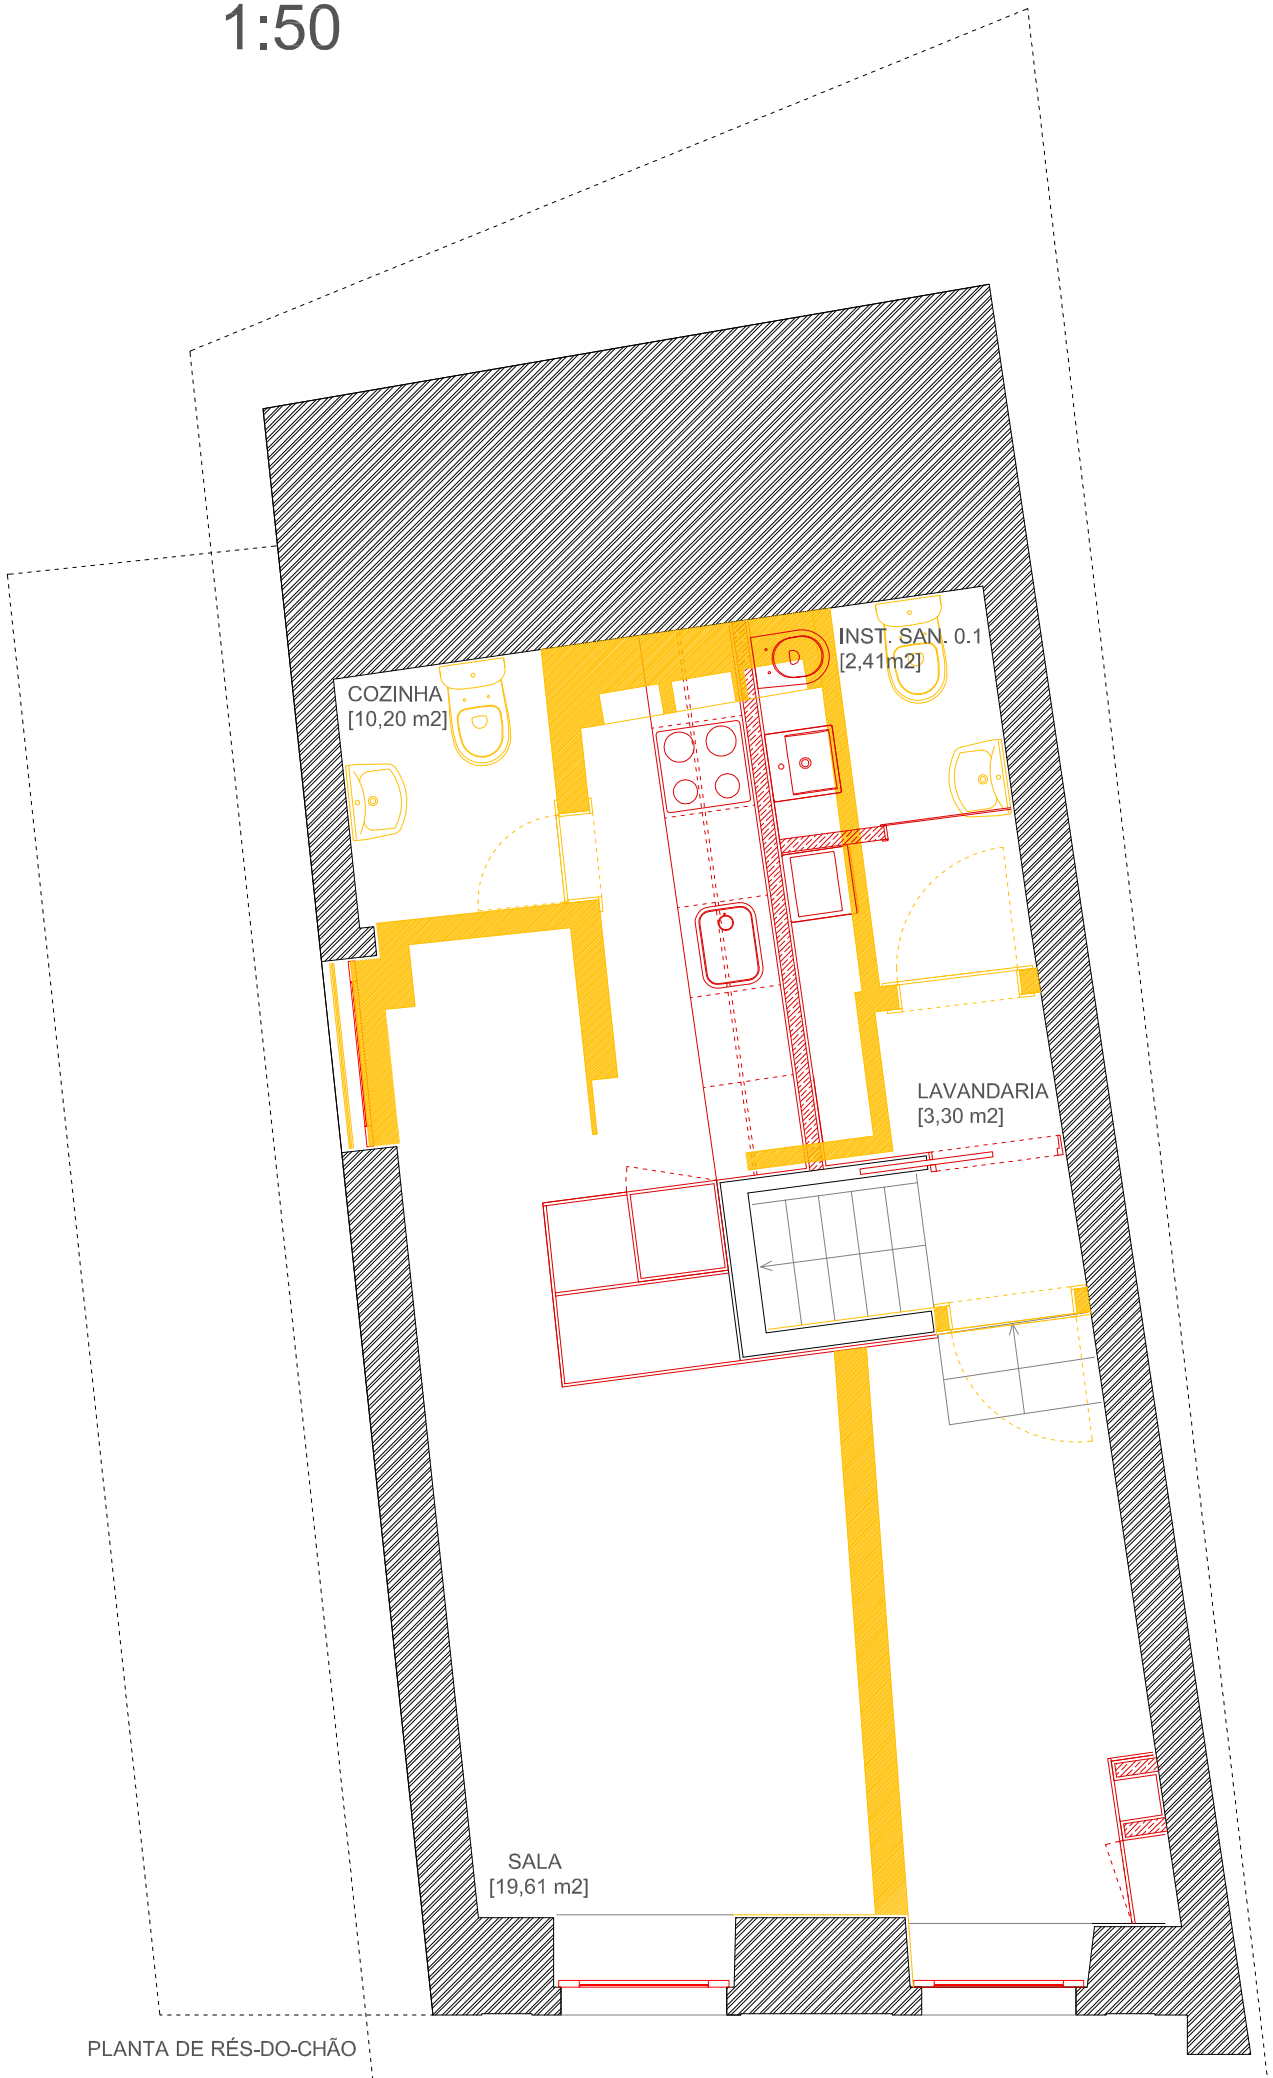 1:50
INST. SAN. 0.1
[2,41m2]
COZINHA
[10,20 m2]
LAVANDARIA
[3,30 m2]
SALA
[19,61 m2]
PLANTA DE RÉS-DO-CHÃO